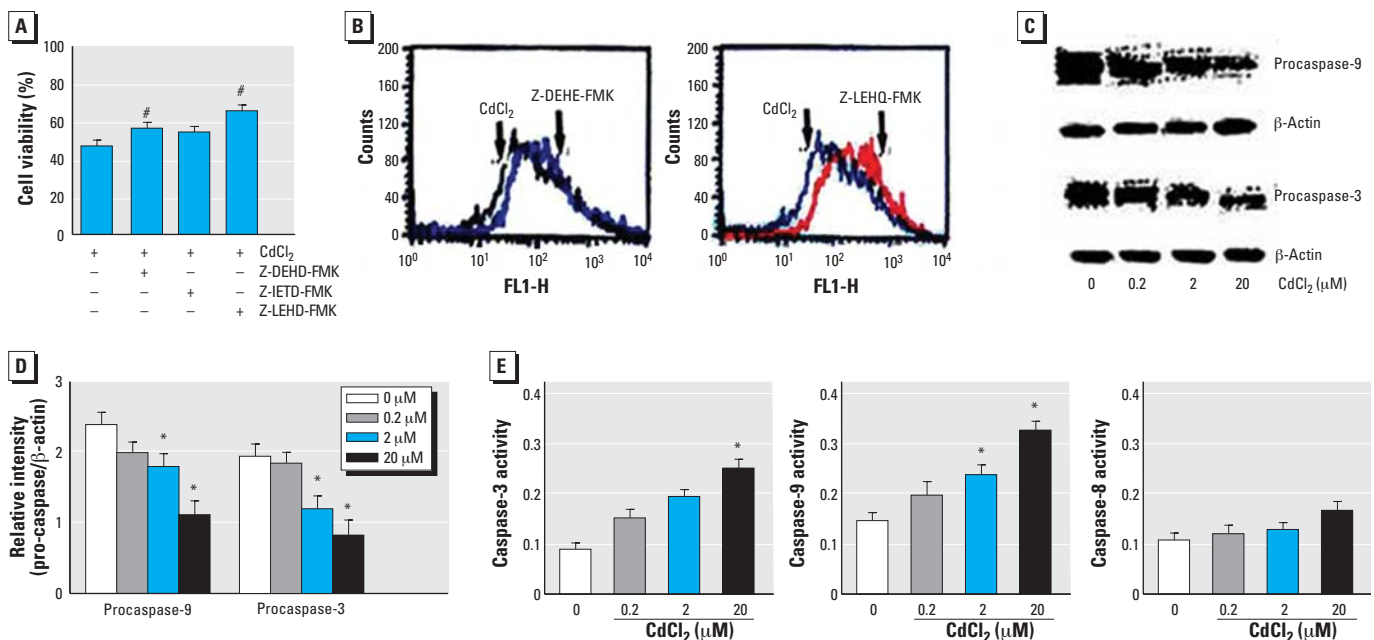 A
Cell viability (%)
100
80
60
40
20
0
#
#
+ + + + CdCl2
– + – – Z-DEHD-FMK
– – + – Z-IETD-FMK
– – – + Z-LEHD-FMK
B
Counts
200
160
120
80
40
0
CdCl2
Z-DEHE-FMK
10^0 10^1 10^2 10^3 10^4
FL1-H
Counts
200
160
120
80
40
0
CdCl2
Z-LEHQ-FMK
10^0 10^1 10^2 10^3 10^4
FL1-H
C
Procaspase-9
β-Actin
Procaspase-3
β-Actin
0 0.2 2 20 CdCl2 (µM)
D
Relative intensity
(pro-caspase/β-actin)
3
2
1
0
0 µM
0.2 µM
2 µM
20 µM
* *
* *
Procaspase-9 Procaspase-3
E
Caspase-3 activity
0.4
0.3
0.2
0.1
0
*
0 0.2 2 20
CdCl2 (µM)
Caspase-9 activity
0.4
0.3
0.2
0.1
0
* *
0 0.2 2 20
CdCl2 (µM)
Caspase-8 activity
0.4
0.3
0.2
0.1
0
0 0.2 2 20
CdCl2 (µM)